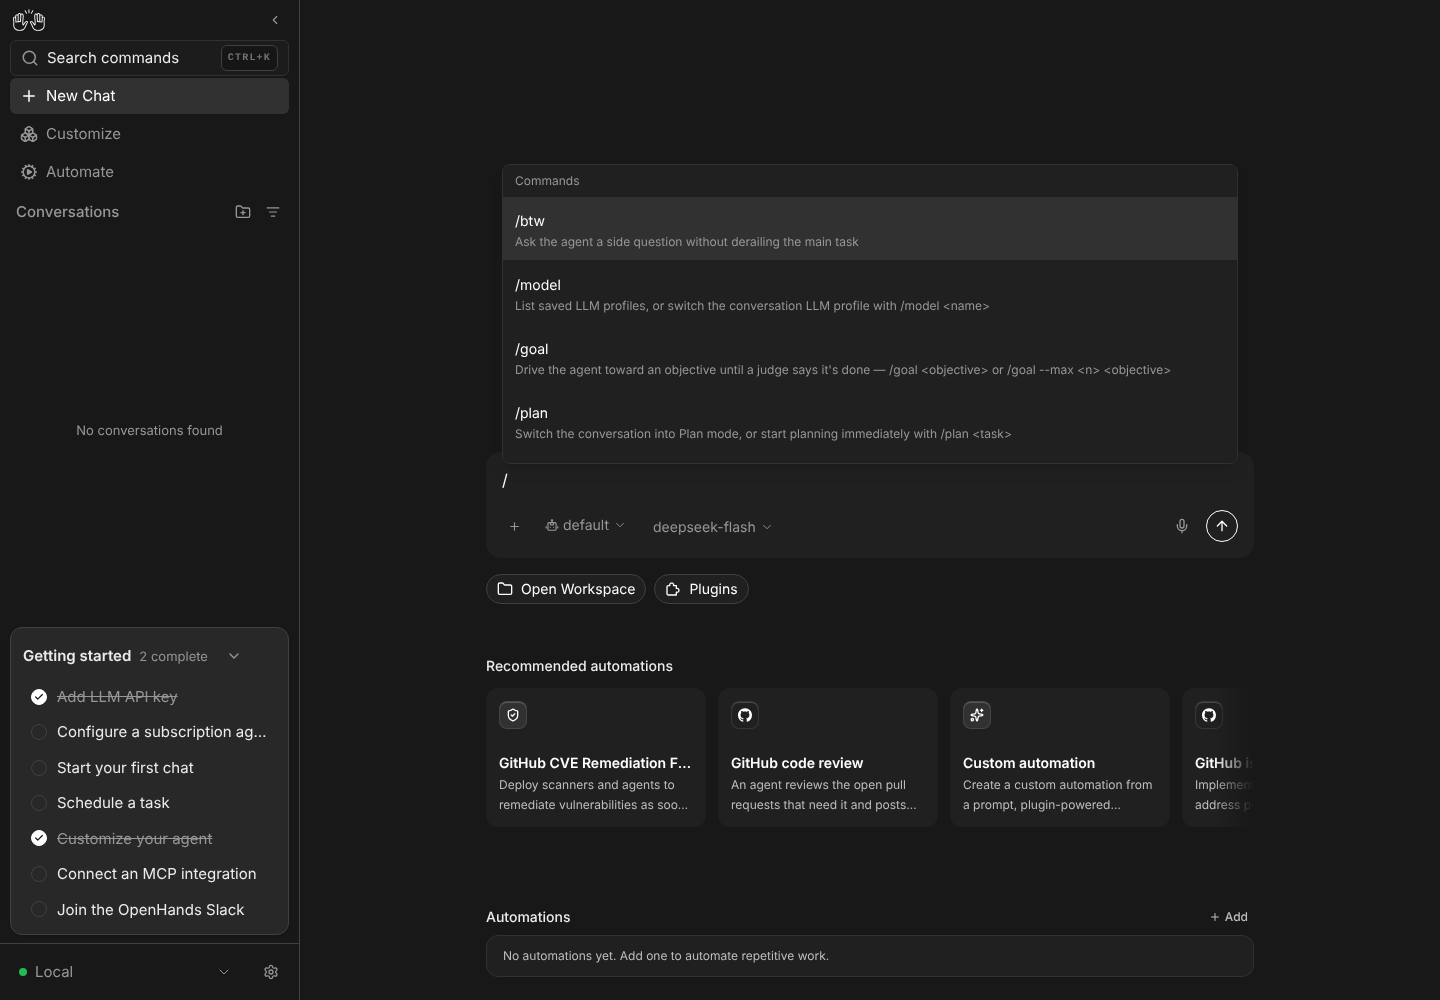 Search commands
CTRL+K
New Chat
Customize
Automate
Conversations
No conversations found
Getting started 2 complete
Add LLM API key
Configure a subscription ag...
Start your first chat
Schedule a task
Customize your agent
Connect an MCP integration
Join the OpenHands Slack
Local
Commands
/btw
Ask the agent a side question without derailing the main task
/model
List saved LLM profiles, or switch the conversation LLM profile with /model <name>
/goal
Drive the agent toward an objective until a judge says it's done — /goal <objective> or /goal --max <n> <objective>
/plan
Switch the conversation into Plan mode, or start planning immediately with /plan <task>
/
default
deepseek-flash
Open Workspace
Plugins
Recommended automations
GitHub CVE Remediation F...
Deploy scanners and agents to
remediate vulnerabilities as soo...
GitHub code review
An agent reviews the open pull
requests that need it and posts...
Custom automation
Create a custom automation from
a prompt, plugin-powered...
GitHub
address
Automations
Add
No automations yet. Add one to automate repetitive work.